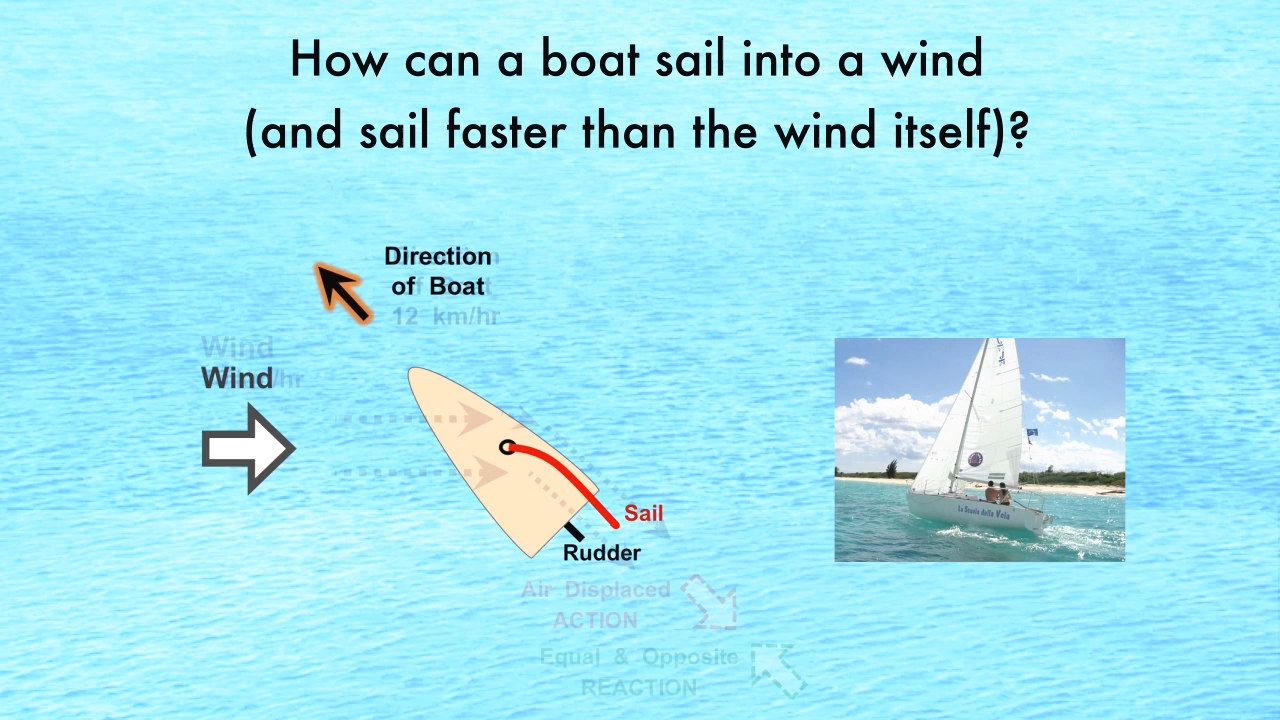 How can a boat sail into a wind
(and sail faster than the wind itself)?
Direction
of Boat
12 km/hr
Wind
Wind
/hr
Sail
Rudder
Air Displaced
ACTION
Equal & Opposite
REACTION
La Scuola della Vela